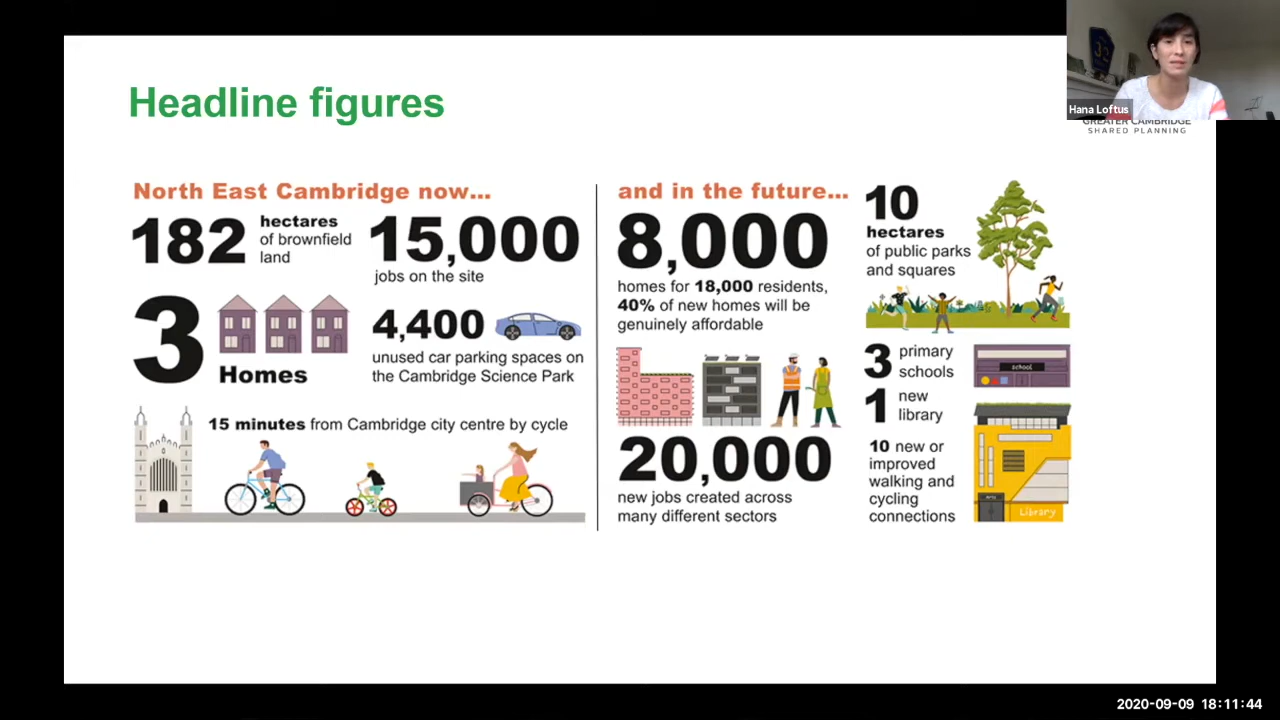 Hana Loftus
GREATER CAMBRIDGE
SHARED PLANNING
Headline figures
North East Cambridge now...
182
hectares
of brownfield
land
15,000
jobs on the site
3
Homes
4,400
unused car parking spaces on
the Cambridge Science Park
15 minutes from Cambridge city centre by cycle
and in the future...
8,000
homes for 18,000 residents,
40% of new homes will be
genuinely affordable
20,000
new jobs created across
many different sectors
10
hectares
of public parks
and squares
3 primary
schools
school
1 new
library
10 new or
improved
walking and
cycling
connections
Library
2020-09-09 18:11:44